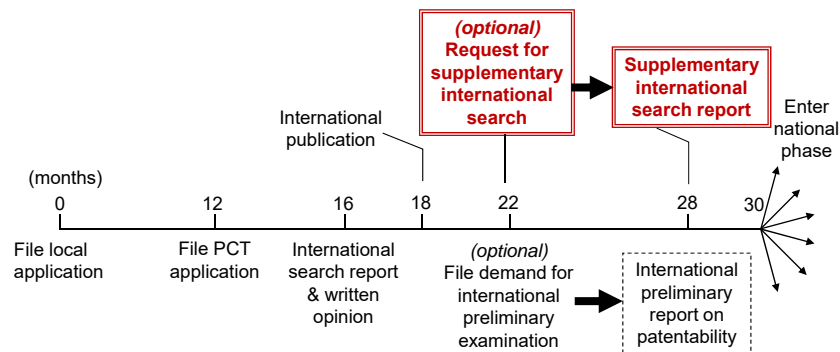 (optional)
Request for
supplementary
international
search
Supplementary
international
search report
International
publication
Enter
national
phase
(months)
0
12
16
18
22
28
30
File local
application
File PCT
application
International
search report
& written
opinion
(optional)
File demand for
international
preliminary
examination
International
preliminary
report on
patentability